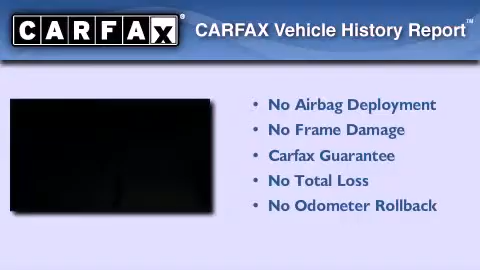 CARFAX® CARFAX Vehicle History Report™
• No Airbag Deployment
• No Frame Damage
• Carfax Guarantee
• No Total Loss
• No Odometer Rollback